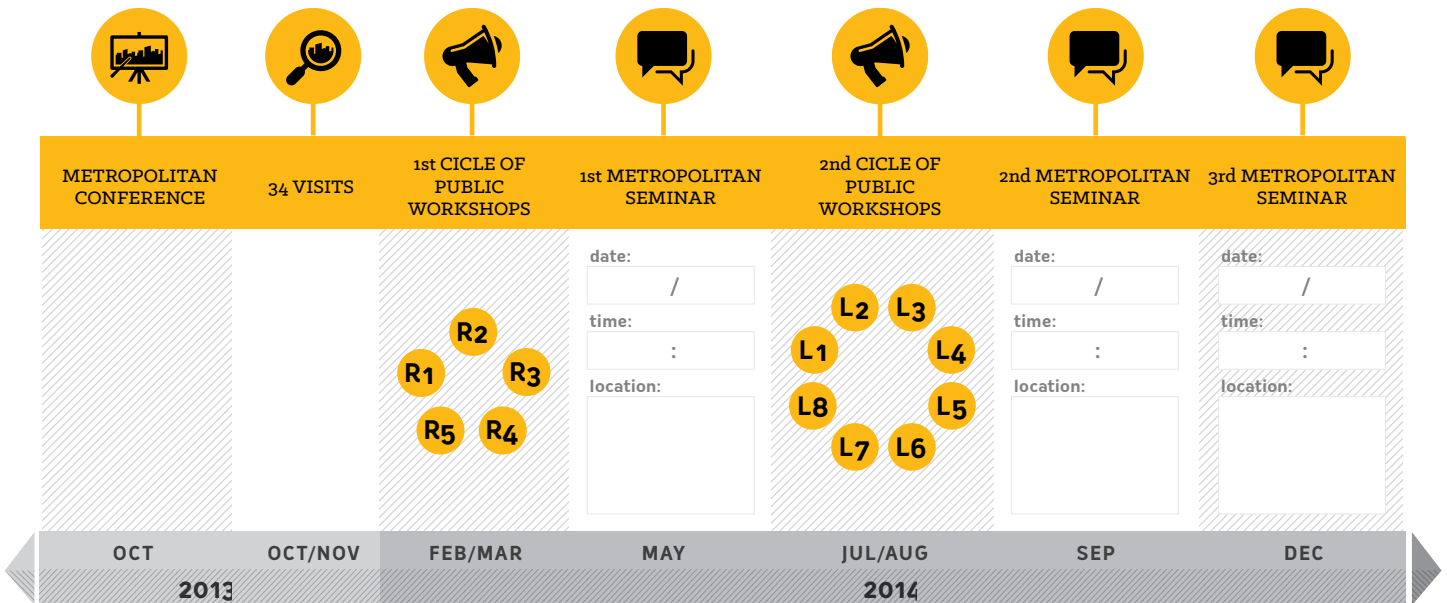 METROPOLITAN
CONFERENCE
34 VISITS
1st CICLE OF
PUBLIC
WORKSHOPS
1st METROPOLITAN
SEMINAR
2nd CICLE OF
PUBLIC
WORKSHOPS
2nd METROPOLITAN
SEMINAR
3rd METROPOLITAN
SEMINAR
R1
R2
R3
R4
R5
date:
/
time:
:
location:
L1
L2
L3
L4
L5
L6
L7
L8
date:
/
time:
:
location:
date:
/
time:
:
location:
OCT
OCT/NOV
FEB/MAR
MAY
JUL/AUG
SEP
DEC
2013
2014